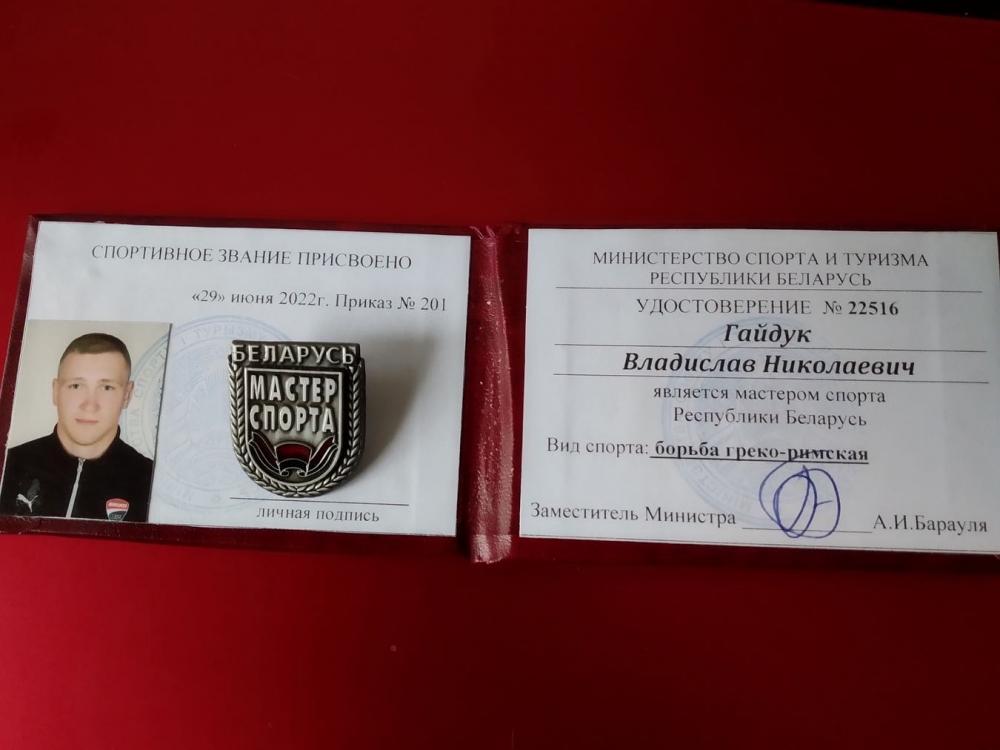 СПОРТИВНОЕ ЗВАНИЕ ПРИСВОЕНО
«29» июня 2022г. Приказ № 201
БЕЛАРУСЬ
МАСТЕР
СПОРТА
личная подпись
МИНИСТЕРСТВО СПОРТА И ТУРИЗМА
РЕСПУБЛИКИ БЕЛАРУСЬ
УДОСТОВЕРЕНИЕ № 22516
Гайдук
Владислав Николаевич
является мастером спорта
Республики Беларусь
Вид спорта: борьба греко-римская
Заместитель Министра А.И.Барауля